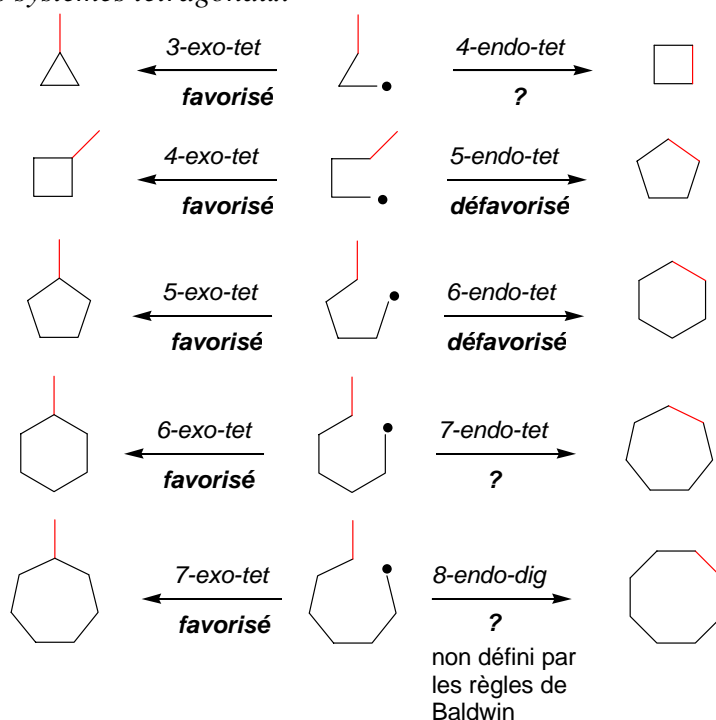 systèmes tétragonaux
3-exo-tet
favorisé
4-endo-tet
?
4-exo-tet
favorisé
5-endo-tet
défavorisé
5-exo-tet
favorisé
6-endo-tet
défavorisé
6-exo-tet
favorisé
7-endo-tet
?
7-exo-tet
favorisé
8-endo-dig
?
non défini par
les règles de
Baldwin